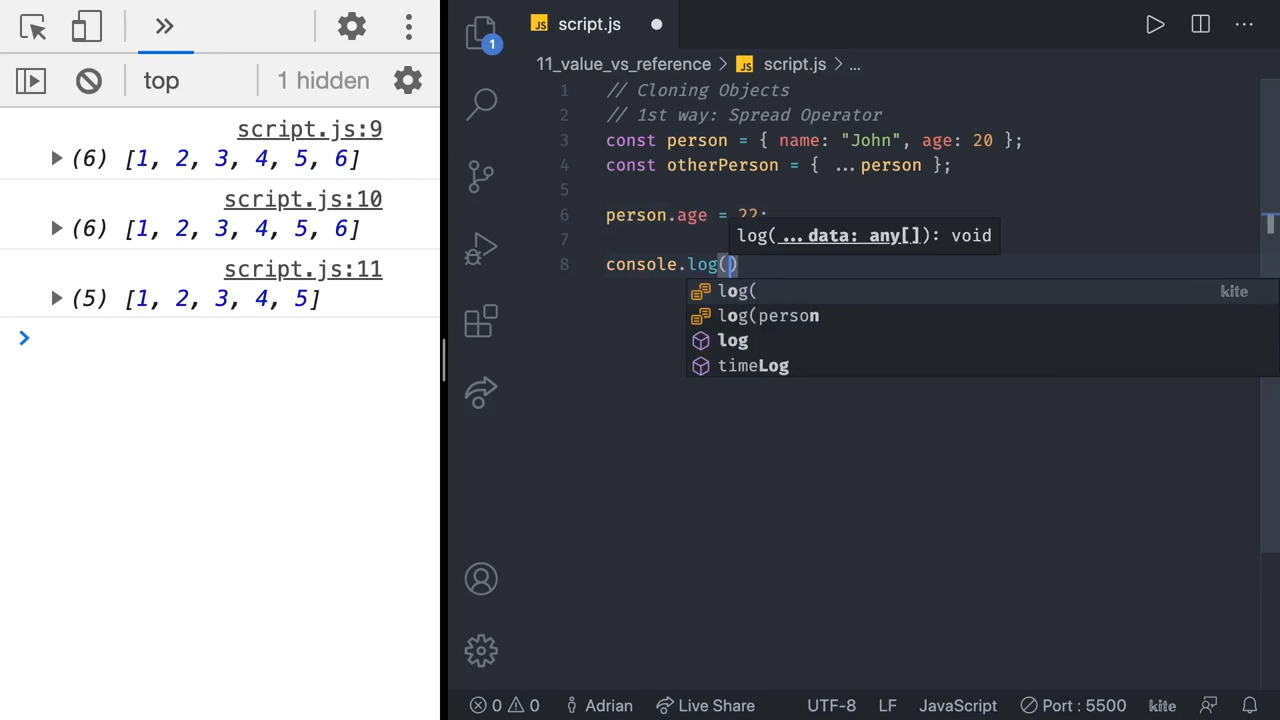 top
1 hidden
script.js:9
(6) [1, 2, 3, 4, 5, 6]
script.js:10
(6) [1, 2, 3, 4, 5, 6]
script.js:11
(5) [1, 2, 3, 4, 5]
1
JS script.js
11_value_vs_reference > JS script.js > ...
1 // Cloning Objects
2 // 1st way: Spread Operator
3 const person = { name: "John", age: 20 };
4 const otherPerson = { ...person };
5
6 person.age = 22;
7
log(...data: any[]): void
8 console.log()
log( kite
log(person
log
timeLog
0 0 Adrian Live Share UTF-8 LF JavaScript Port : 5500 kite